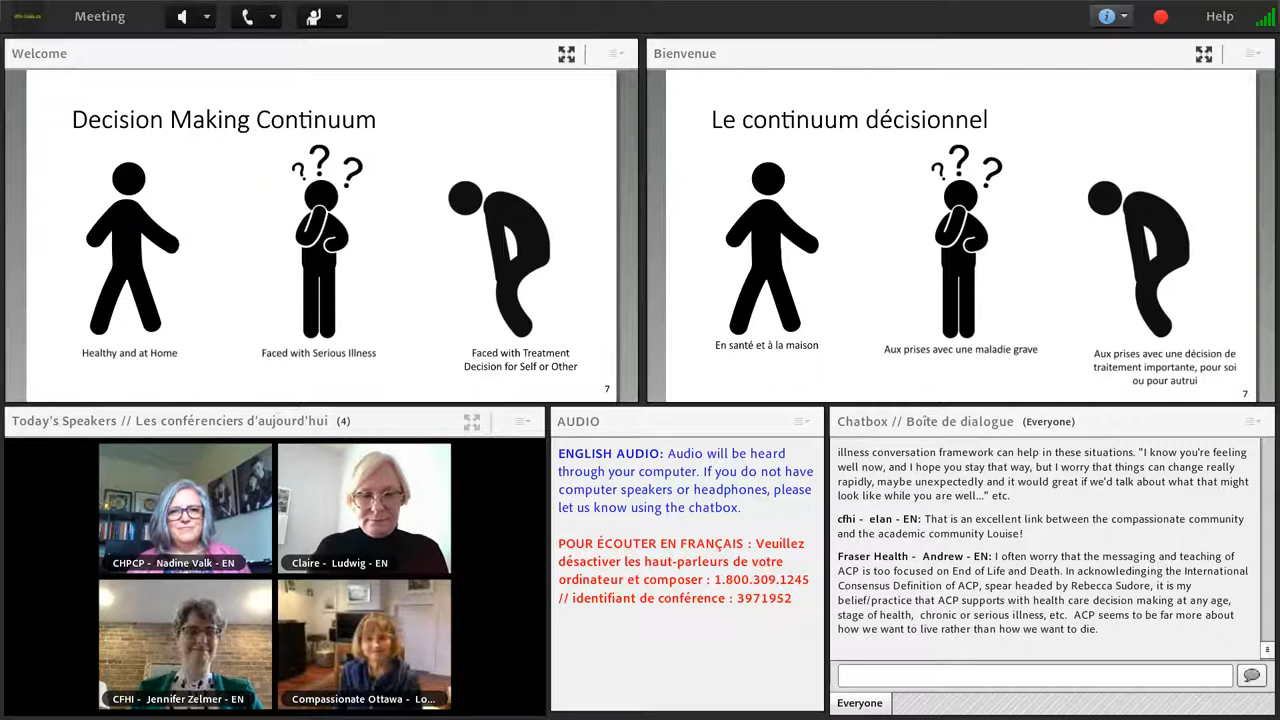 Meeting
Help
Welcome
Decision Making Continuum
? ? ?
Healthy and at Home
Faced with Serious Illness
Faced with Treatment
Decision for Self or Other
7
Bienvenue
Le continuum décisionnel
? ? ?
En santé et à la maison
Aux prises avec une maladie grave
Aux prises avec une décision de
traitement importante, pour soi
ou pour autrui
7
Today's Speakers // Les conférenciers d'aujourd'hui (4)
CHPCP - Nadine Valk - EN
Claire - Ludwig - EN
CFHI - Jennifer Zelmer - EN
Compassionate Ottawa - Lo...
AUDIO
ENGLISH AUDIO: Audio will be heard
through your computer. If you do not have
computer speakers or headphones, please
let us know using the chatbox.
POUR ÉCOUTER EN FRANÇAIS : Veuillez
désactiver les haut-parleurs de votre
ordinateur et composer : 1.800.309.1245
// identifiant de conférence : 3971952
Chatbox // Boîte de dialogue (Everyone)
illness conversation framework can help in these situations. "I know you're feeling
well now, and I hope you stay that way, but I worry that things can change really
rapidly, maybe unexpectedly and it would great if we'd talk about what that might
look like while you are well..." etc.
cfhi - elan - EN: That is an excellent link between the compassionate community
and the academic community Louise!
Fraser Health - Andrew - EN: I often worry that the messaging and teaching of
ACP is too focused on End of Life and Death. In acknowledinging the International
Consensus Definition of ACP, spear headed by Rebecca Sudore, it is my
belief/practice that ACP supports with health care decision making at any age,
stage of health, chronic or serious illness, etc. ACP seems to be far more about
how we want to live rather than how we want to die.
Everyone